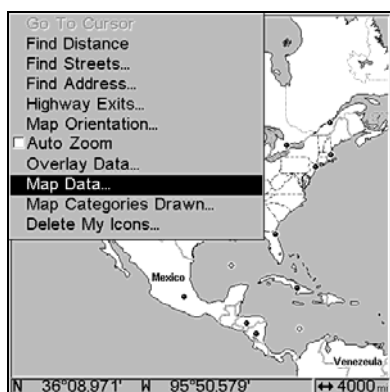 Go To Cursor
Find Distance
Find Streets...
Find Address...
Highway Exits...
Map Orientation...
Auto Zoom
Overlay Data...
Map Data...
Map Categories Drawn...
Delete My Icons...
Mexico
Venezuela
N 36°08.971' W 95°50.579' ↔ 4000 mi